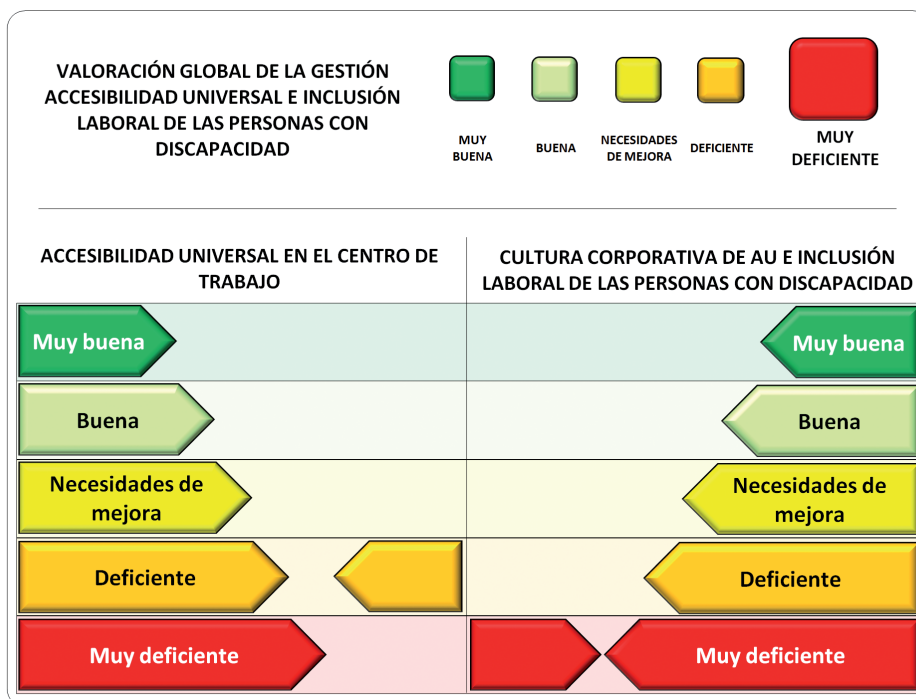 VALORACIÓN GLOBAL DE LA GESTIÓN
ACCESIBILIDAD UNIVERSAL E INCLUSIÓN
LABORAL DE LAS PERSONAS CON
DISCAPACIDAD
MUY
BUENA
BUENA
NECESIDADES
DE MEJORA
DEFICIENTE
MUY
DEFICIENTE
ACCESIBILIDAD UNIVERSAL EN EL CENTRO DE
TRABAJO
CULTURA CORPORATIVA DE AU E INCLUSIÓN
LABORAL DE LAS PERSONAS CON DISCAPACIDAD
Muy buena
Muy buena
Buena
Buena
Necesidades de
mejora
Necesidades de
mejora
Deficiente
Deficiente
Muy deficiente
Muy deficiente